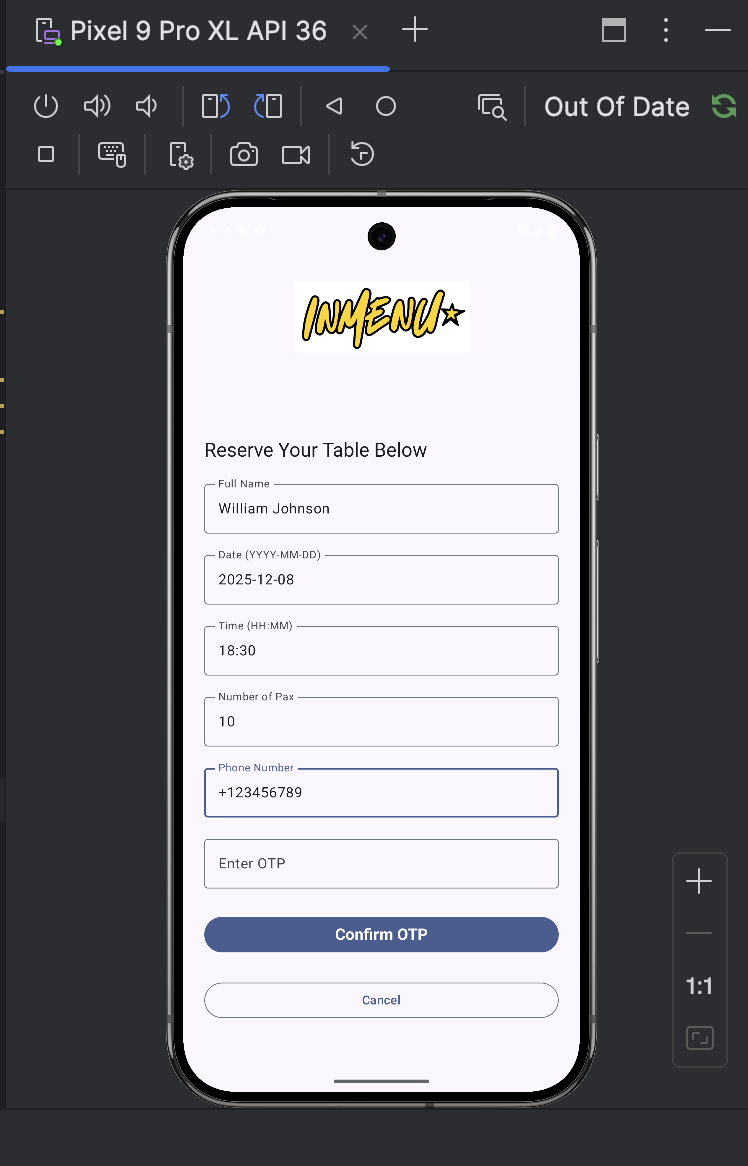 Pixel 9 Pro XL API 36
Out Of Date
INMENU
Reserve Your Table Below
Full Name
William Johnson
Date (YYYY-MM-DD)
2025-12-08
Time (HH:MM)
18:30
Number of Pax
10
Phone Number
+123456789
Enter OTP
Confirm OTP
Cancel
1:1